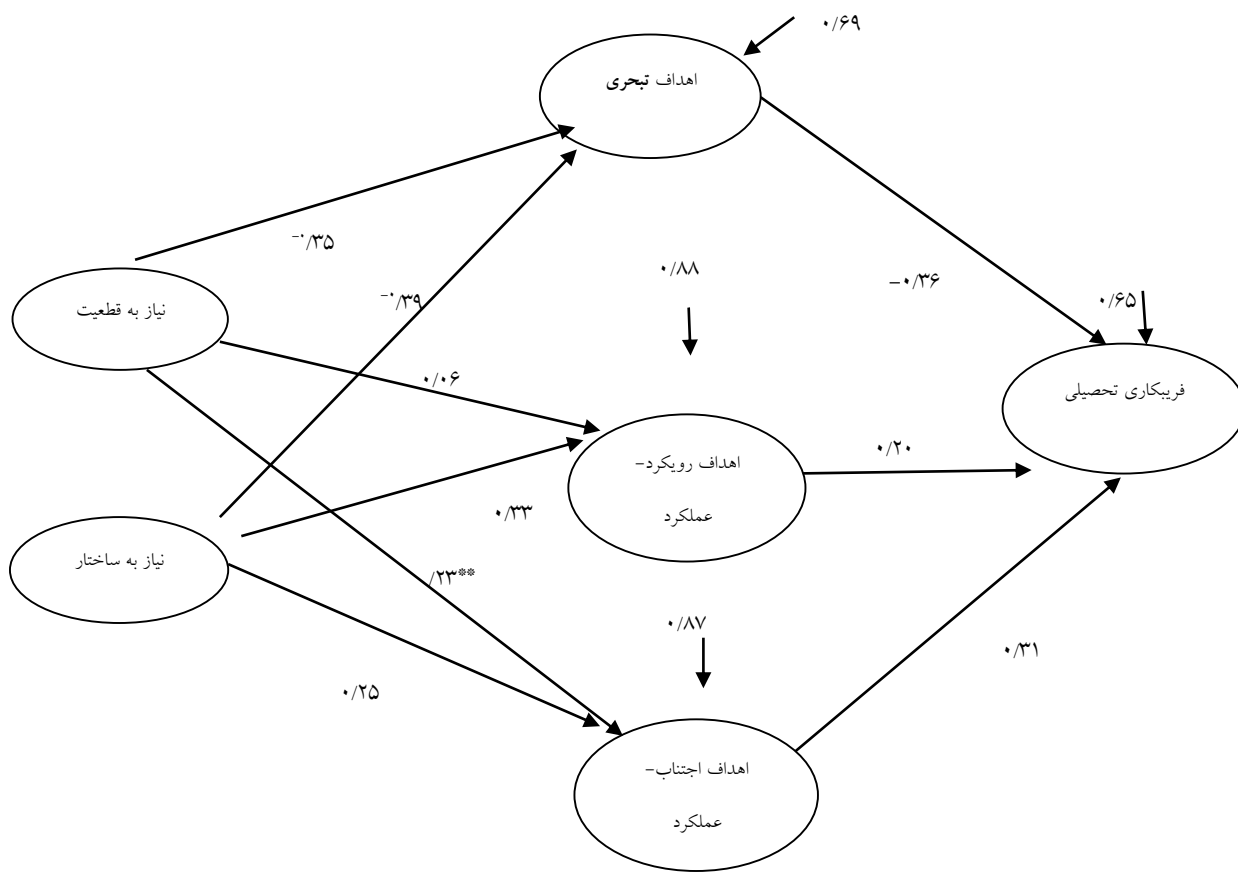 ۰/۶۹
اهداف تبحری
-۰/۳۵
۰/۸۸
-۰/۳۶
-۰/۳۹
۰/۶۵
نیاز به قطعیت
۰/۰۶
فریبکاری تحصیلی
۰/۲۰
اهداف رویکرد-
عملکرد
۰/۳۳
نیاز به ساختار
/۲۳**
۰/۸۷
۰/۳۱
۰/۲۵
اهداف اجتناب-
عملکرد